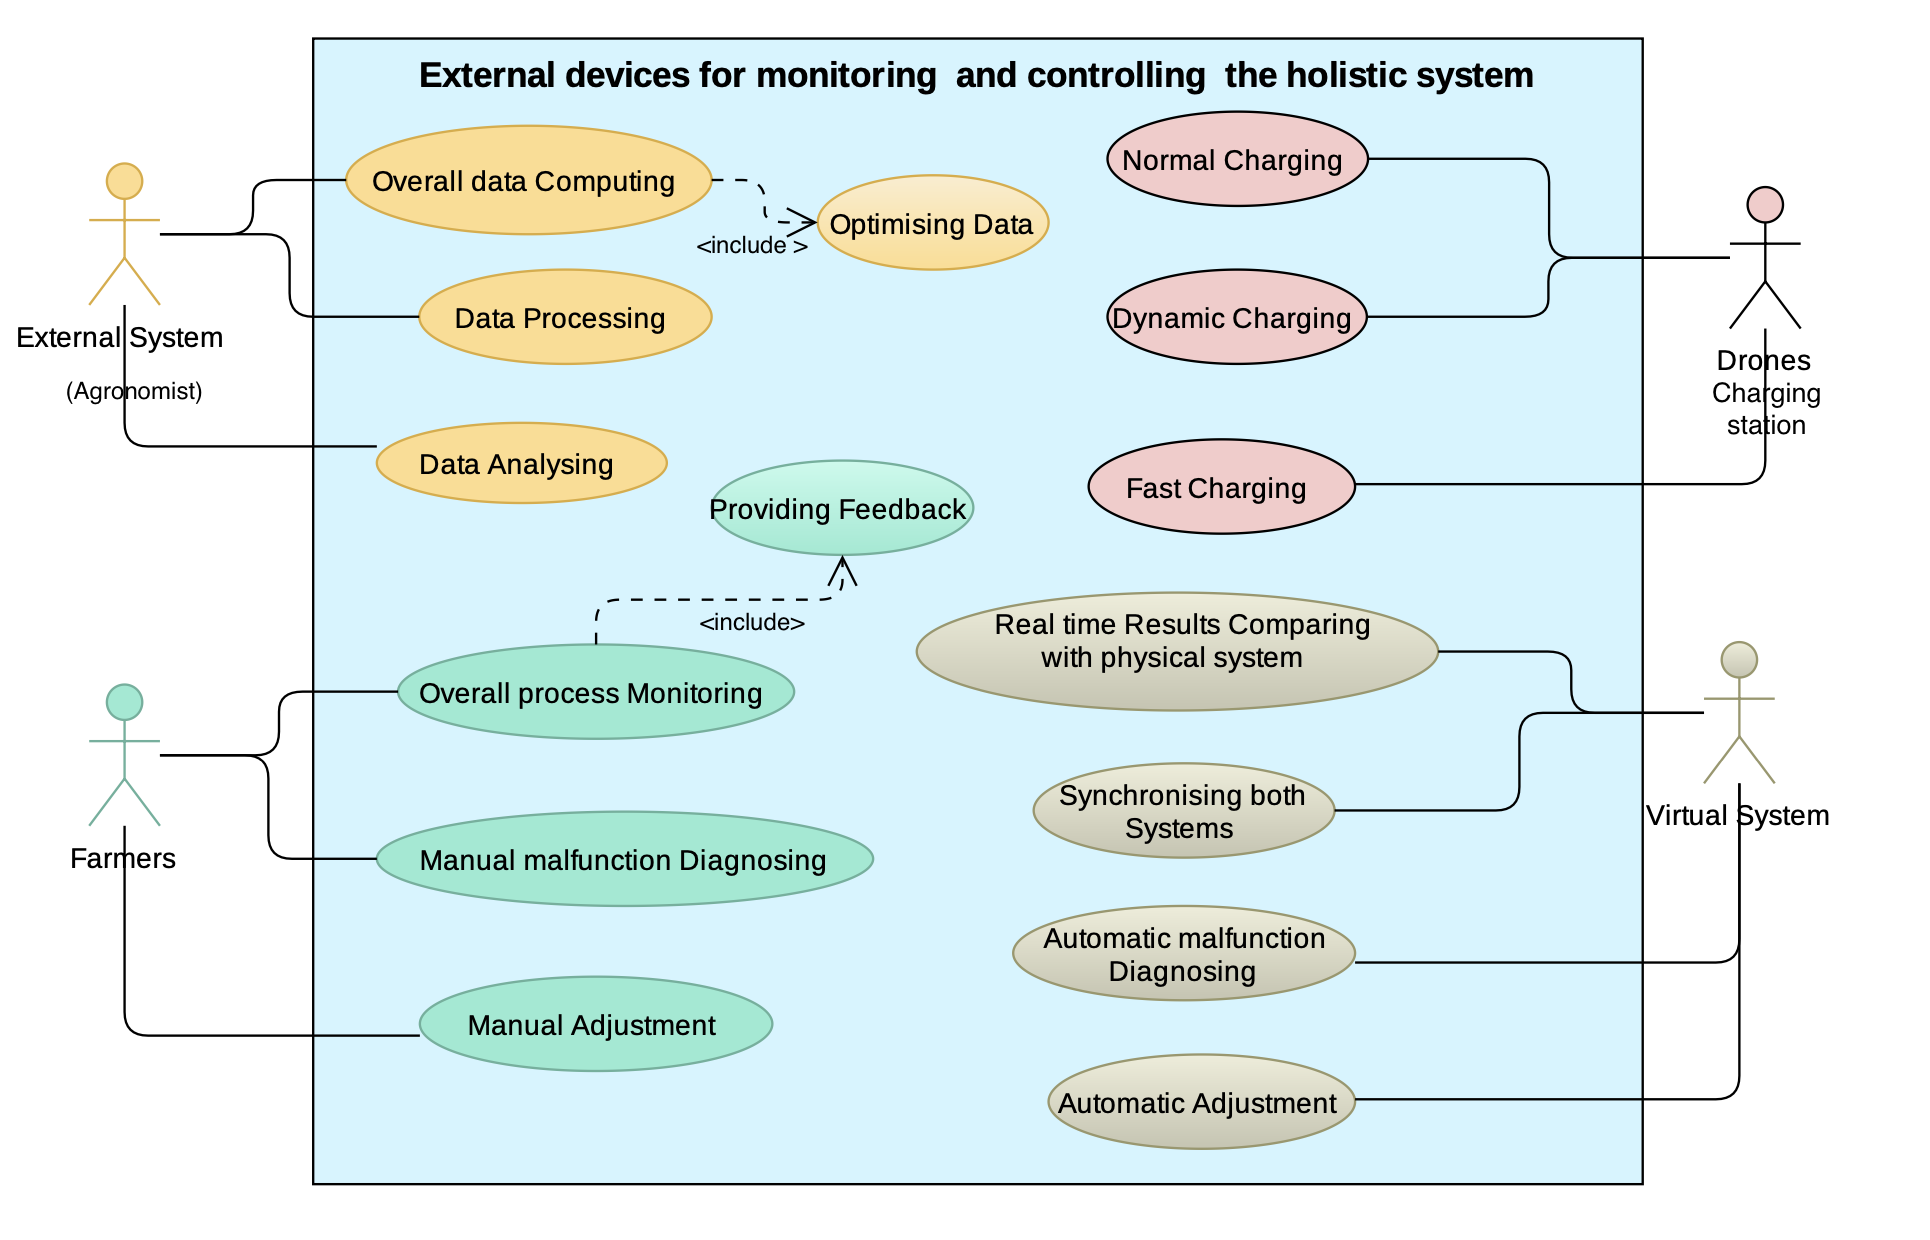 External devices for monitoring  and controlling  the holistic system
Overall data Computing
Optimising Data
<include >
Data Processing
External System
(Agronomist)
Data Analysing
Normal Charging
Dynamic Charging
Drones
Charging
station
Fast Charging
Providing Feedback
<include>
Overall process Monitoring
Manual malfunction Diagnosing
Farmers
Manual Adjustment
Real time Results Comparing
with physical system
Synchronising both
Systems
Virtual System
Automatic malfunction
Diagnosing
Automatic Adjustment